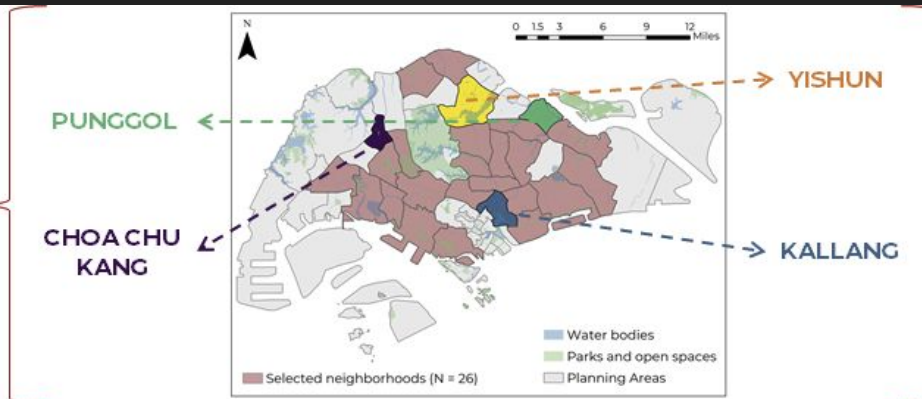 N
0 1.5 3 6 9 12
Miles
YISHUN
PUNGGOL
CHOA CHU
KANG
KALLANG
Water bodies
Parks and open spaces
Selected neighborhoods (N = 26)
Planning Areas